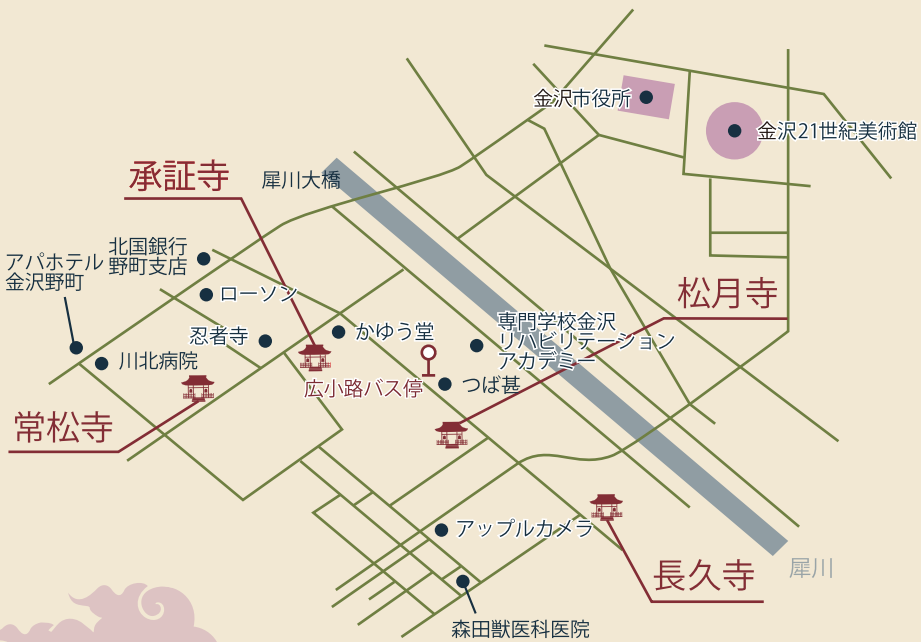 金沢市役所
金沢21世紀美術館
承証寺
犀川大橋
北国銀行
野町支店
アパホテル
金沢野町
ローソン
松月寺
専門学校金沢
リハビリテーション
アカデミー
忍者寺
かゆう堂
川北病院
広小路バス停
つば甚
常松寺
アップルカメラ
長久寺
犀川
森田獣医科医院